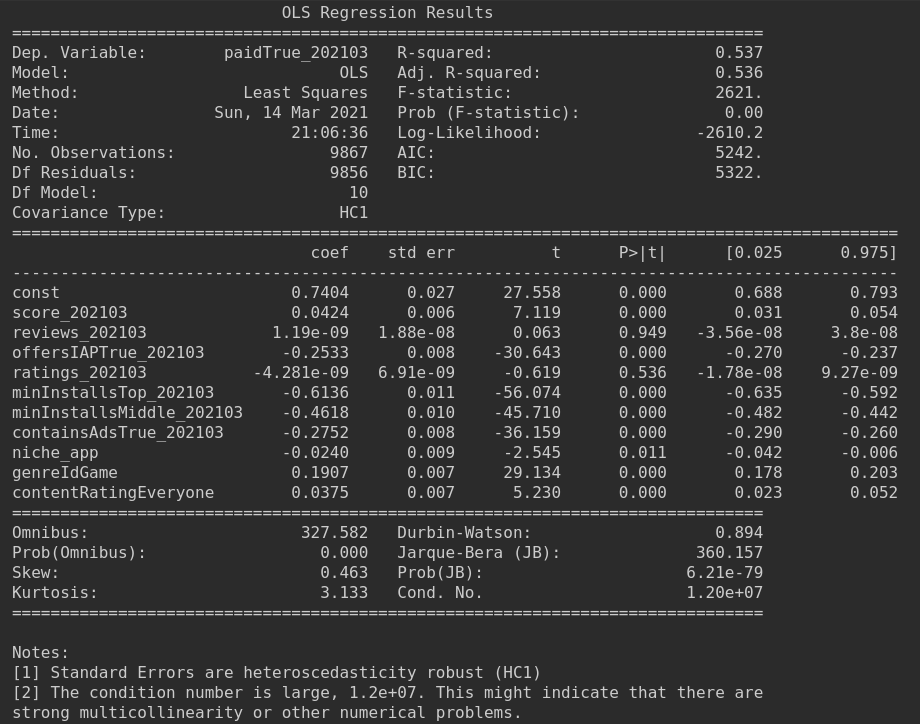 OLS Regression Results
==============================================================================
Dep. Variable:        paidTrue_202103   R-squared:                       0.537
Model:                            OLS   Adj. R-squared:                  0.536
Method:                 Least Squares   F-statistic:                     2621.
Date:                Sun, 14 Mar 2021   Prob (F-statistic):               0.00
Time:                        21:06:36   Log-Likelihood:                -2610.2
No. Observations:                9867   AIC:                             5242.
Df Residuals:                    9856   BIC:                             5322.
Df Model:                          10
Covariance Type:                  HC1
============================================================================================
                               coef    std err          t      P>|t|      [0.025      0.975]
--------------------------------------------------------------------------------------------
const                        0.7404      0.027     27.558      0.000       0.688       0.793
score_202103                 0.0424      0.006      7.119      0.000       0.031       0.054
reviews_202103             1.19e-09   1.88e-08      0.063      0.949   -3.56e-08     3.8e-08
offersIAPTrue_202103        -0.2533      0.008    -30.643      0.000      -0.270      -0.237
ratings_202103           -4.281e-09   6.91e-09     -0.619      0.536   -1.78e-08    9.27e-09
minInstallsTop_202103       -0.6136      0.011    -56.074      0.000      -0.635      -0.592
minInstallsMiddle_202103    -0.4618      0.010    -45.710      0.000      -0.482      -0.442
containsAdsTrue_202103      -0.2752      0.008    -36.159      0.000      -0.290      -0.260
niche_app                   -0.0240      0.009     -2.545      0.011      -0.042      -0.006
genreIdGame                  0.1907      0.007     29.134      0.000       0.178       0.203
contentRatingEveryone        0.0375      0.007      5.230      0.000       0.023       0.052
==============================================================================
Omnibus:                      327.582   Durbin-Watson:                   0.894
Prob(Omnibus):                  0.000   Jarque-Bera (JB):              360.157
Skew:                           0.463   Prob(JB):                     6.21e-79
Kurtosis:                       3.133   Cond. No.                     1.20e+07
==============================================================================

Notes:
[1] Standard Errors are heteroscedasticity robust (HC1)
[2] The condition number is large, 1.2e+07. This might indicate that there are
strong multicollinearity or other numerical problems.